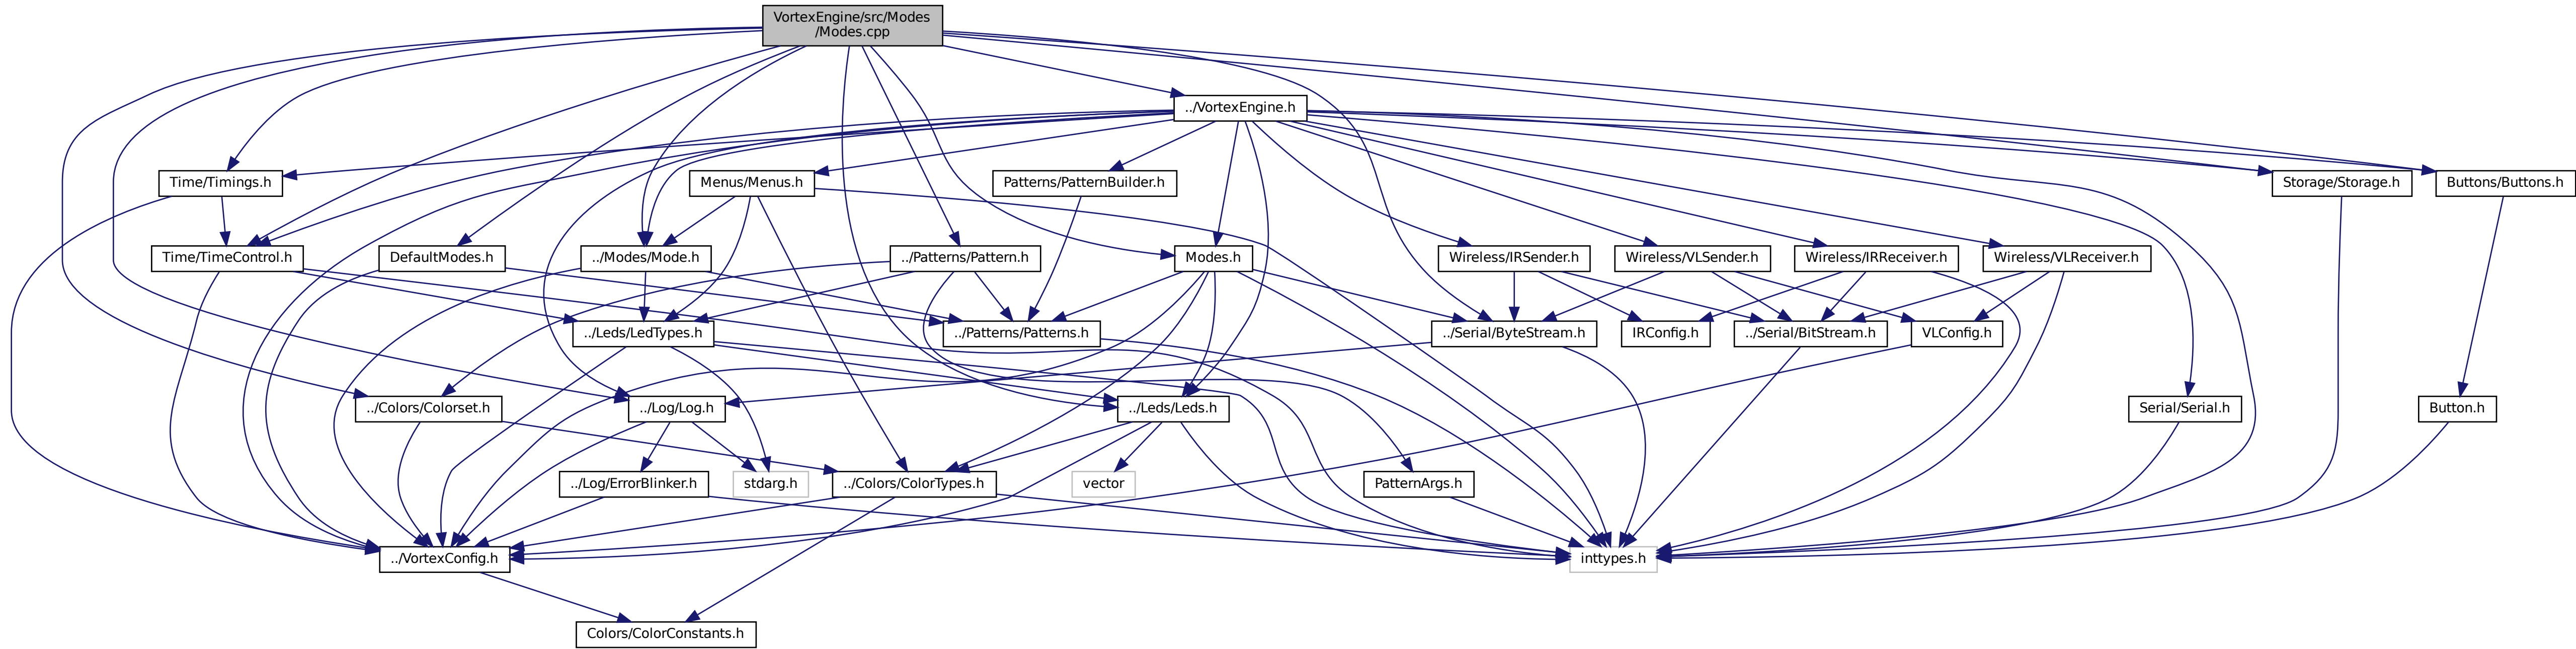 VortexEngine/src/Modes
/Modes.cpp
../VortexEngine.h
Time/Timings.h
Menus/Menus.h
Patterns/PatternBuilder.h
Storage/Storage.h
Buttons/Buttons.h
Time/TimeControl.h
DefaultModes.h
../Modes/Mode.h
../Patterns/Pattern.h
Modes.h
Wireless/IRSender.h
Wireless/VLSender.h
Wireless/IRReceiver.h
Wireless/VLReceiver.h
../Leds/LedTypes.h
../Patterns/Patterns.h
../Serial/ByteStream.h
IRConfig.h
../Serial/BitStream.h
VLConfig.h
../Colors/Colorset.h
../Log/Log.h
../Leds/Leds.h
Serial/Serial.h
Button.h
../Log/ErrorBlinker.h
stdarg.h
../Colors/ColorTypes.h
vector
PatternArgs.h
../VortexConfig.h
inttypes.h
Colors/ColorConstants.h